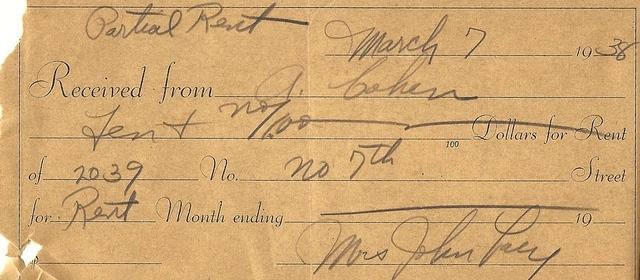 Partial Rent
March 7 1938
Received from J. Cohen
Ten + no/100 100 Dollars for Rent
of 2039 No. no 7th Street
for Rent Month ending 19
Mrs John
$